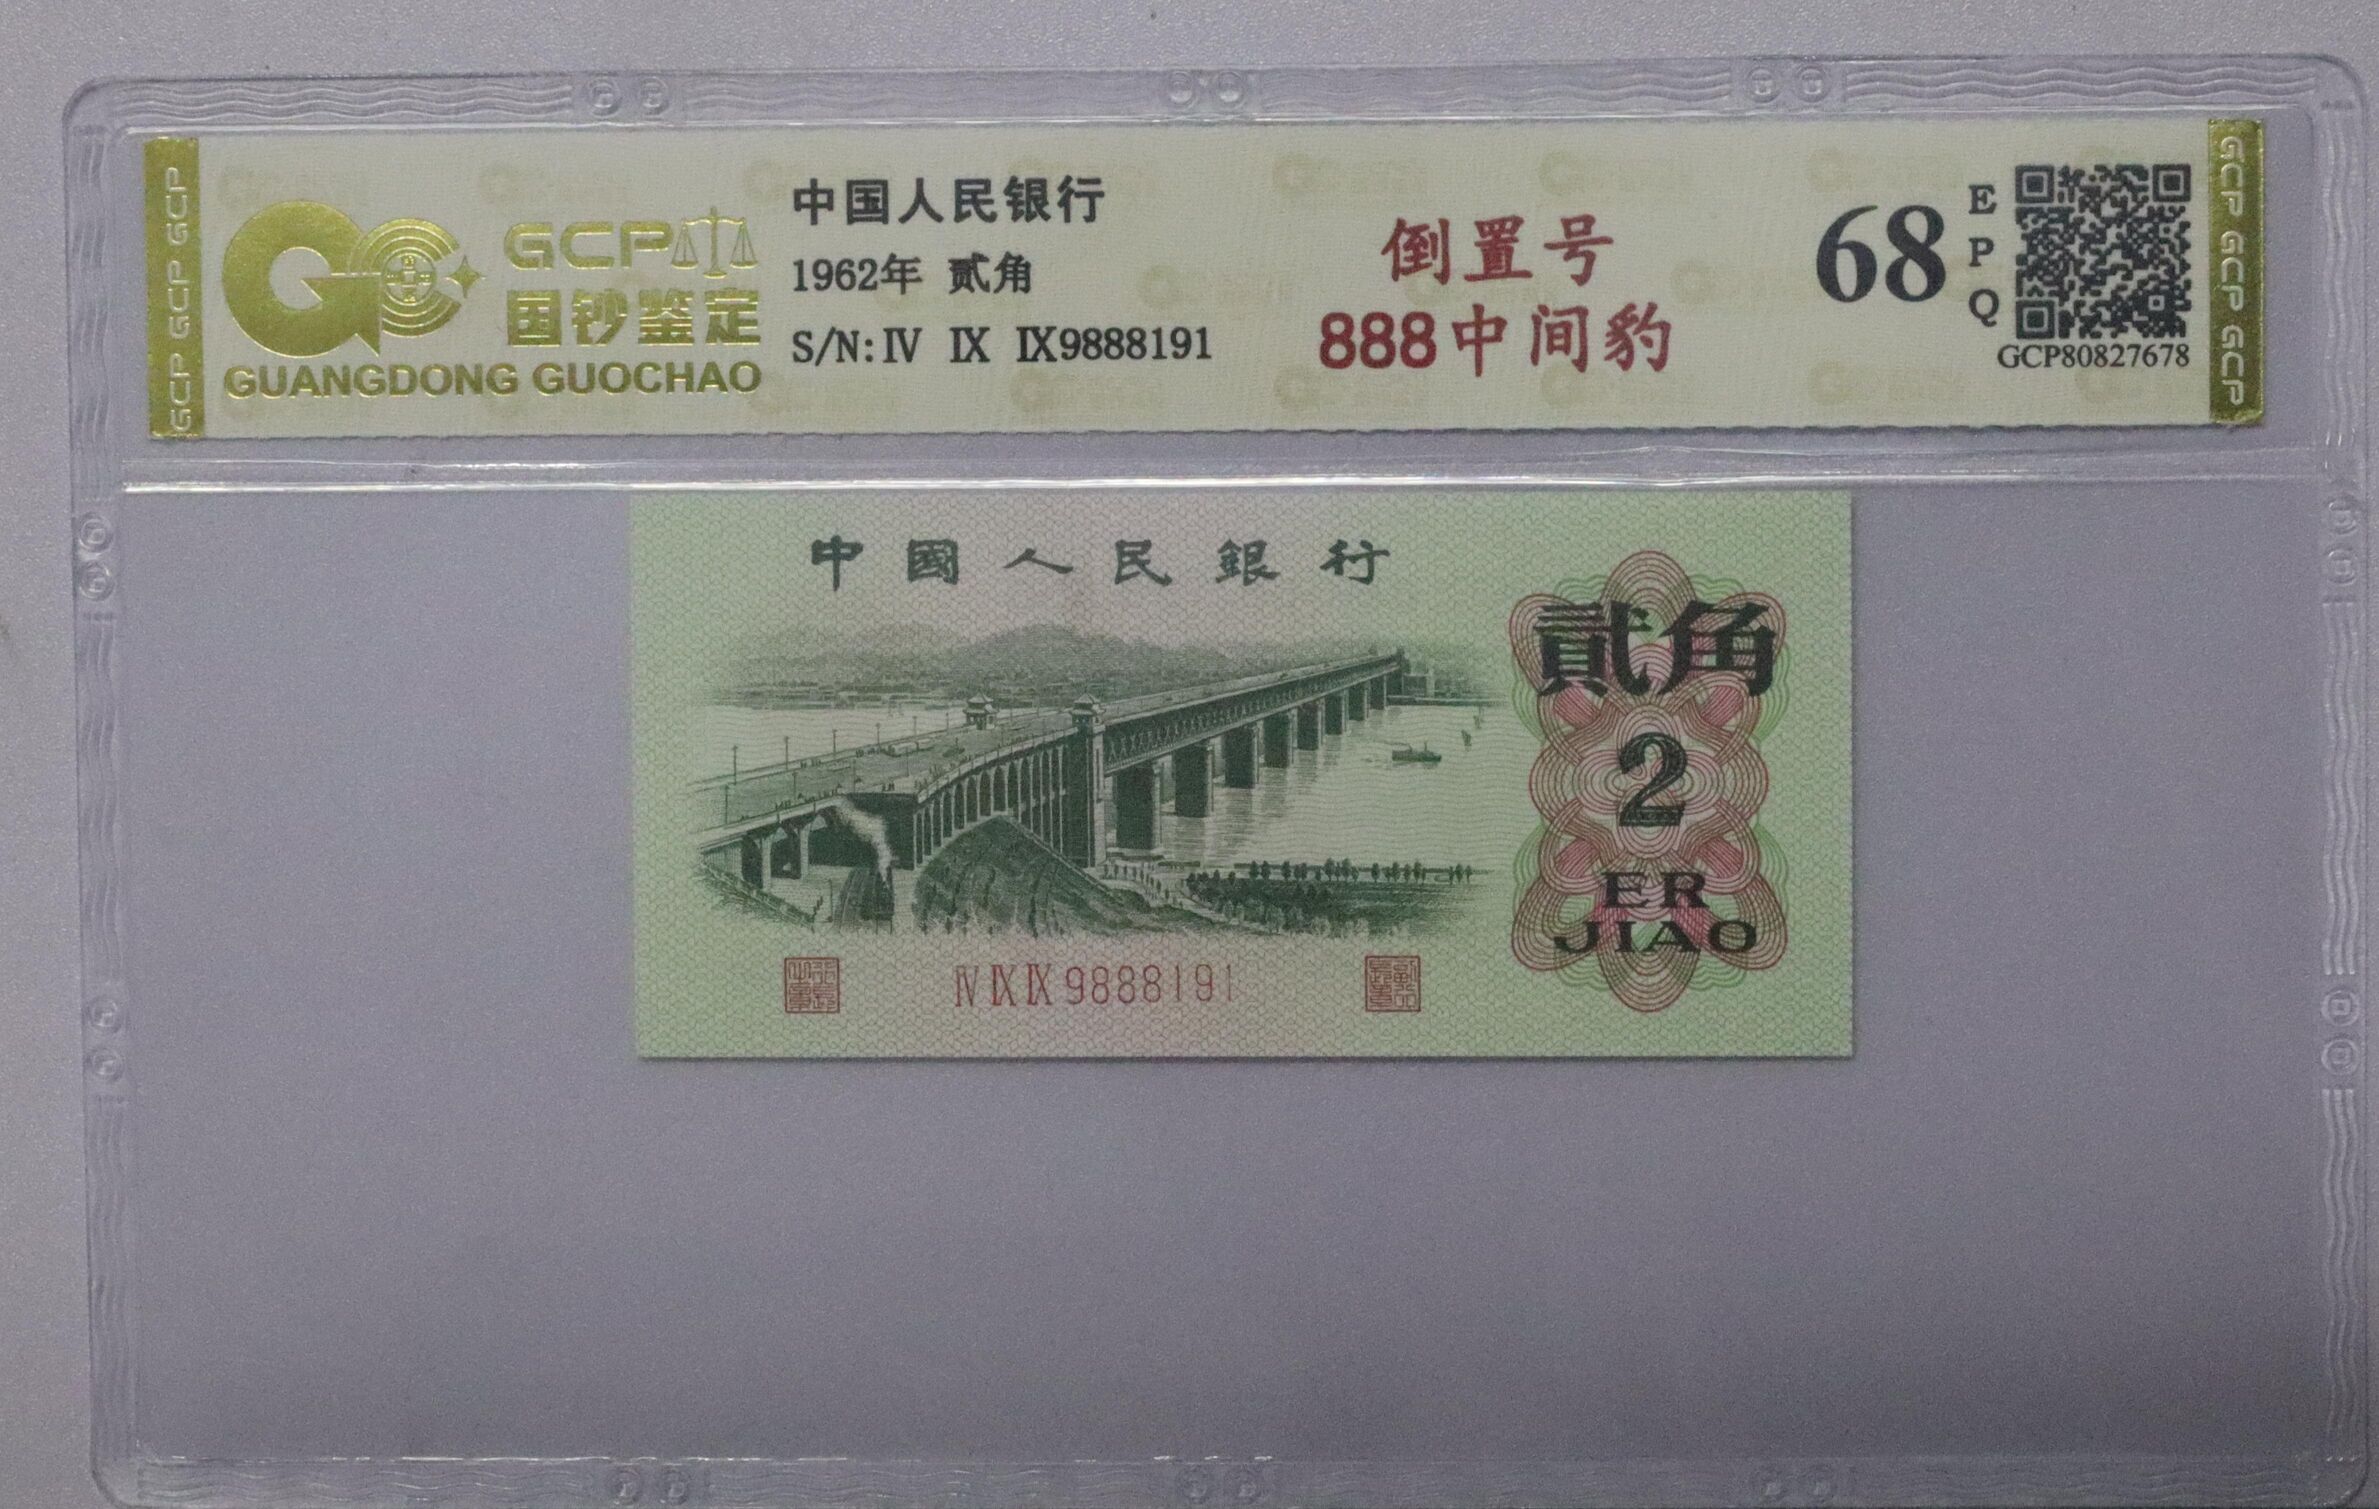 GCP GCP GCP
GCP
国钞鉴定
GUANGDONG GUOCHAO
中国人民银行
1962年 贰角
S/N: Ⅳ Ⅸ Ⅸ9888191
倒置号
888中间豹
68
EPQ
GCP80827678
GCP GCP GCP
中國人民銀行
貳角
2
ER
JIAO
ⅣⅨⅨ9888191